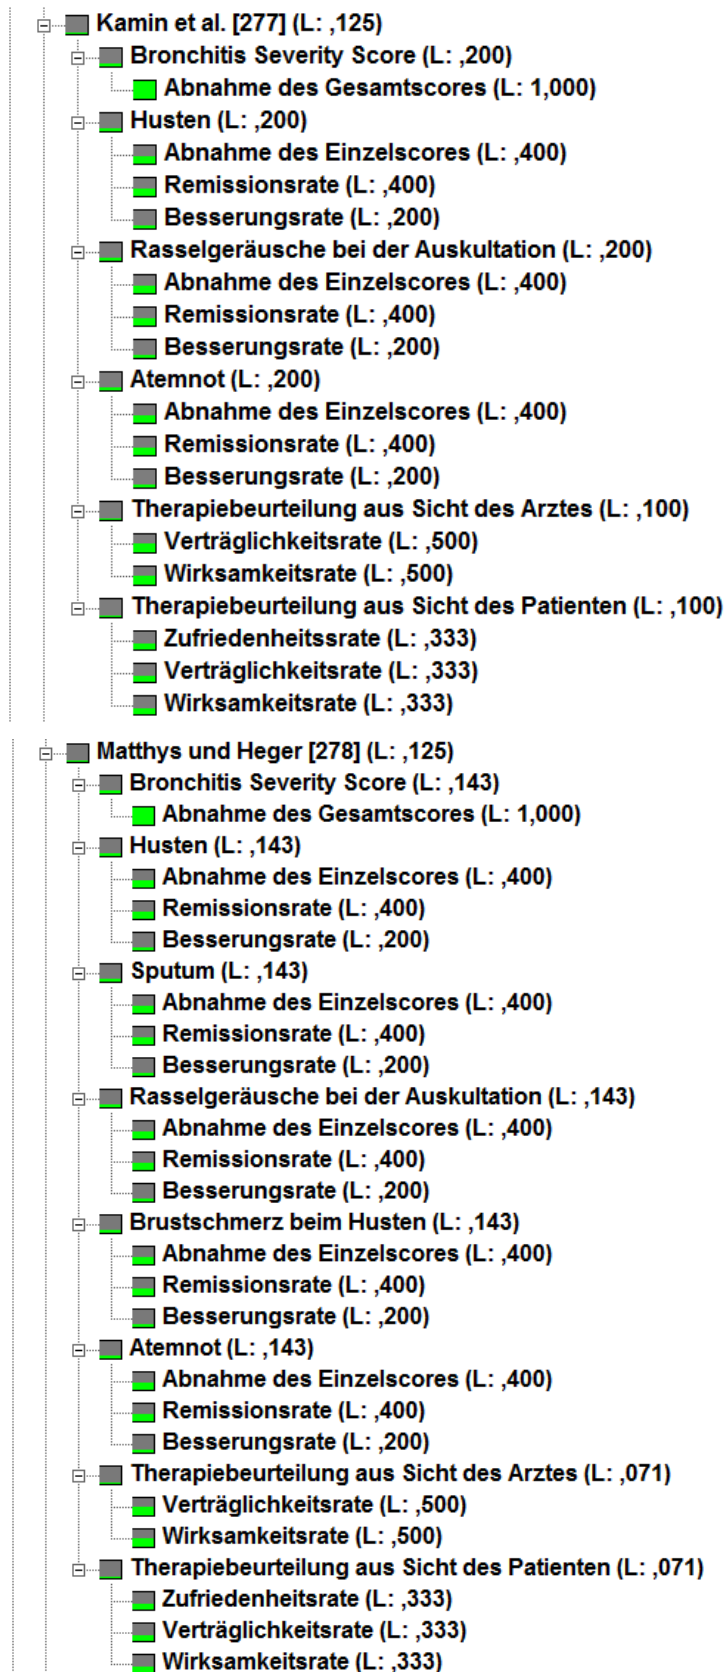 Kamin et al. [277] (L: ,125)
Bronchitis Severity Score (L: ,200)
Abnahme des Gesamtscores (L: 1,000)
Husten (L: ,200)
Abnahme des Einzelscores (L: ,400)
Remissionsrate (L: ,400)
Besserungsrate (L: ,200)
Rasselgeräusche bei der Auskultation (L: ,200)
Abnahme des Einzelscores (L: ,400)
Remissionsrate (L: ,400)
Besserungsrate (L: ,200)
Atemnot (L: ,200)
Abnahme des Einzelscores (L: ,400)
Remissionsrate (L: ,400)
Besserungsrate (L: ,200)
Therapiebeurteilung aus Sicht des Arztes (L: ,100)
Verträglichkeitsrate (L: ,500)
Wirksamkeitsrate (L: ,500)
Therapiebeurteilung aus Sicht des Patienten (L: ,100)
Zufriedenheitssrate (L: ,333)
Verträglichkeitsrate (L: ,333)
Wirksamkeitsrate (L: ,333)
Matthys und Heger [278] (L: ,125)
Bronchitis Severity Score (L: ,143)
Abnahme des Gesamtscores (L: 1,000)
Husten (L: ,143)
Abnahme des Einzelscores (L: ,400)
Remissionsrate (L: ,400)
Besserungsrate (L: ,200)
Sputum (L: ,143)
Abnahme des Einzelscores (L: ,400)
Remissionsrate (L: ,400)
Besserungsrate (L: ,200)
Rasselgeräusche bei der Auskultation (L: ,143)
Abnahme des Einzelscores (L: ,400)
Remissionsrate (L: ,400)
Besserungsrate (L: ,200)
Brustschmerz beim Husten (L: ,143)
Abnahme des Einzelscores (L: ,400)
Remissionsrate (L: ,400)
Besserungsrate (L: ,200)
Atemnot (L: ,143)
Abnahme des Einzelscores (L: ,400)
Remissionsrate (L: ,400)
Besserungsrate (L: ,200)
Therapiebeurteilung aus Sicht des Arztes (L: ,071)
Verträglichkeitsrate (L: ,500)
Wirksamkeitsrate (L: ,500)
Therapiebeurteilung aus Sicht des Patienten (L: ,071)
Zufriedenheitsrate (L: ,333)
Verträglichkeitsrate (L: ,333)
Wirksamkeitsrate (L: ,333)